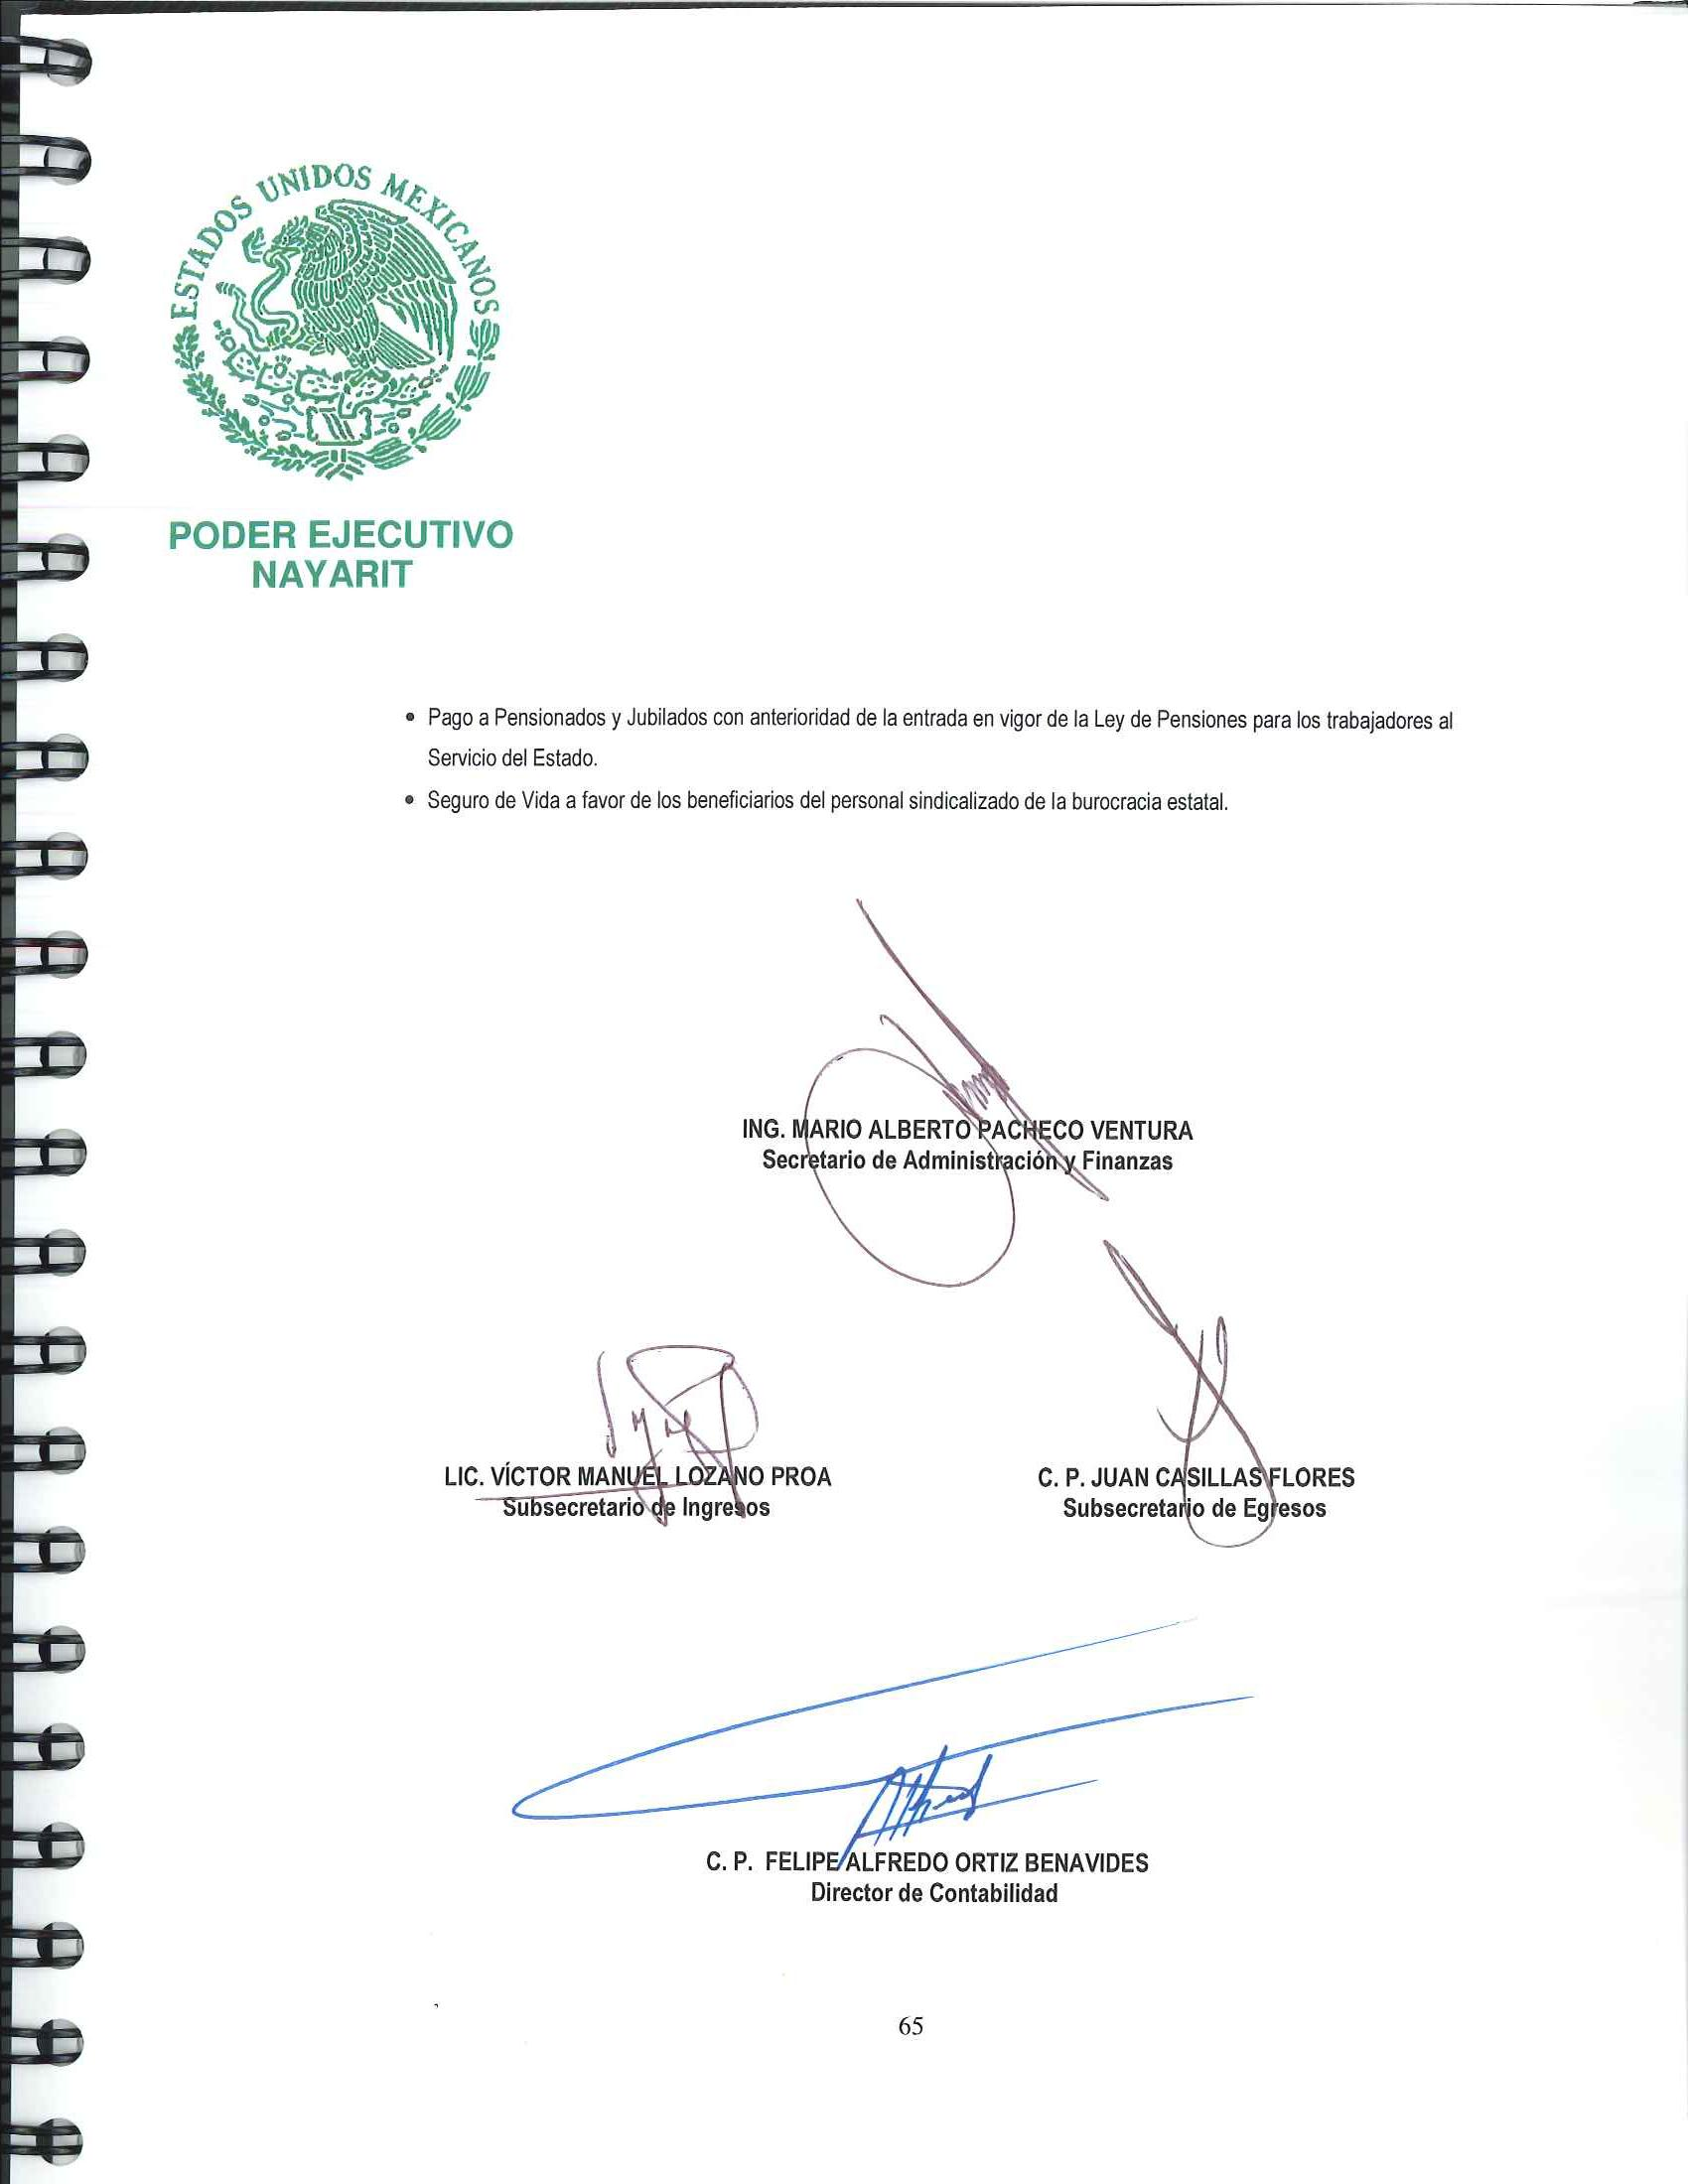 ESTADOS UNIDOS MEXICANOS
PODER EJECUTIVO
NAYARIT
• Pago a Pensionados y Jubilados con anterioridad de la entrada en vigor de la Ley de Pensiones para los trabajadores al
Servicio del Estado.
• Seguro de Vida a favor de los beneficiarios del personal sindicalizado de la burocracia estatal.
ING. MARIO ALBERTO PACHECO VENTURA
Secretario de Administración y Finanzas
LIC. VÍCTOR MANUEL LOZANO PROA
Subsecretario de Ingresos
C. P. JUAN CASILLAS FLORES
Subsecretario de Egresos
C. P. FELIPE ALFREDO ORTIZ BENAVIDES
Director de Contabilidad
65